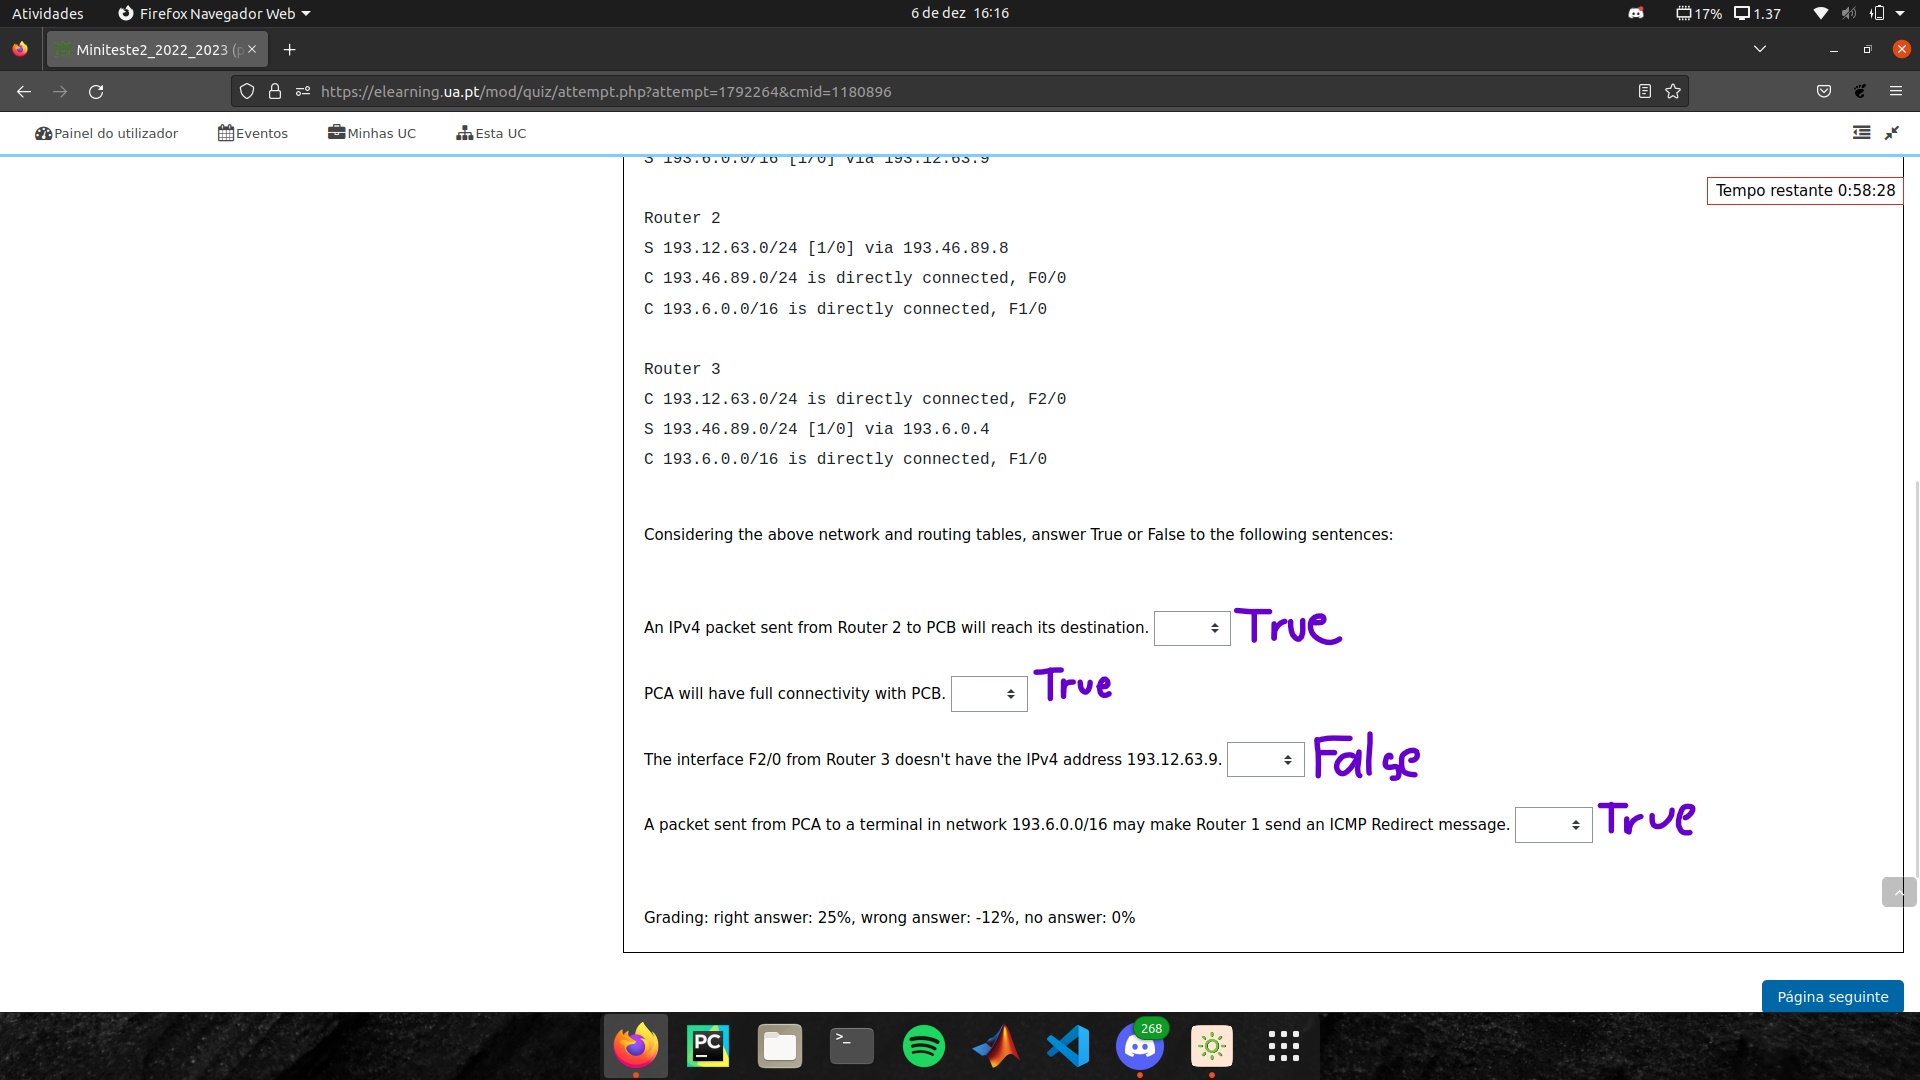 Atividades
Firefox Navegador Web
6 de dez 16:16
17%
1.37
Miniteste2_2022_2023 (p
https://elearning.ua.pt/mod/quiz/attempt.php?attempt=1792264&cmid=1180896
Painel do utilizador
Eventos
Minhas UC
Esta UC
S 193.6.0.0/16 [1/0] via 193.12.63.9
Tempo restante 0:58:28
Router 2
S 193.12.63.0/24 [1/0] via 193.46.89.8
C 193.46.89.0/24 is directly connected, F0/0
C 193.6.0.0/16 is directly connected, F1/0
Router 3
C 193.12.63.0/24 is directly connected, F2/0
S 193.46.89.0/24 [1/0] via 193.6.0.4
C 193.6.0.0/16 is directly connected, F1/0
Considering the above network and routing tables, answer True or False to the following sentences:
An IPv4 packet sent from Router 2 to PCB will reach its destination. True
PCA will have full connectivity with PCB. True
The interface F2/0 from Router 3 doesn't have the IPv4 address 193.12.63.9. False
A packet sent from PCA to a terminal in network 193.6.0.0/16 may make Router 1 send an ICMP Redirect message. True
Grading: right answer: 25%, wrong answer: -12%, no answer: 0%
Página seguinte
PC
>_
268